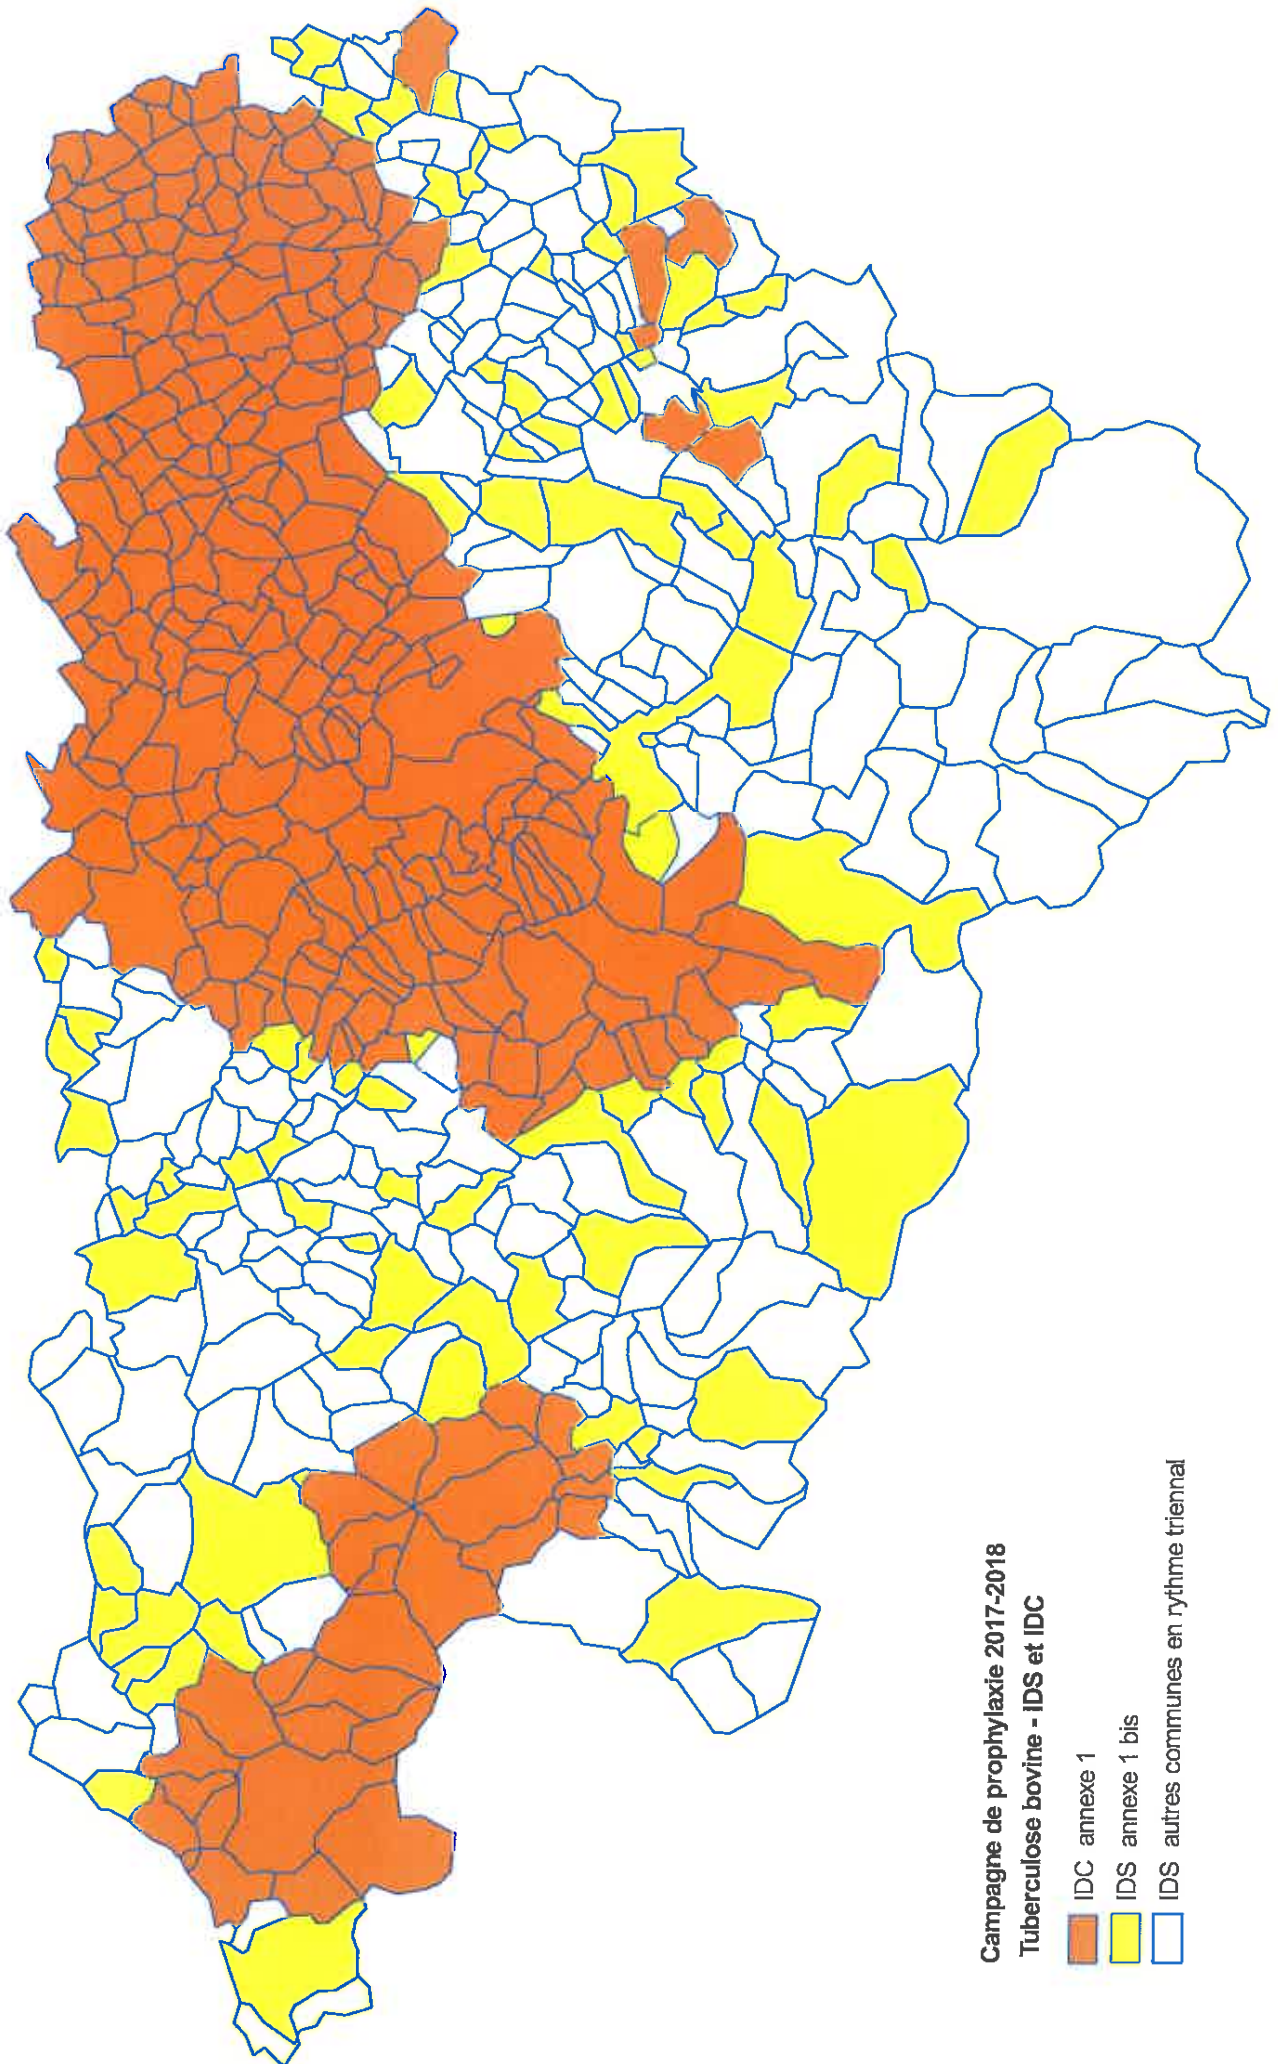 Campagne de prophylaxie 2017-2018
Tuberculose bovine - IDS et IDC
IDC annexe 1
IDS annexe 1 bis
IDS autres communes en rythme triennal